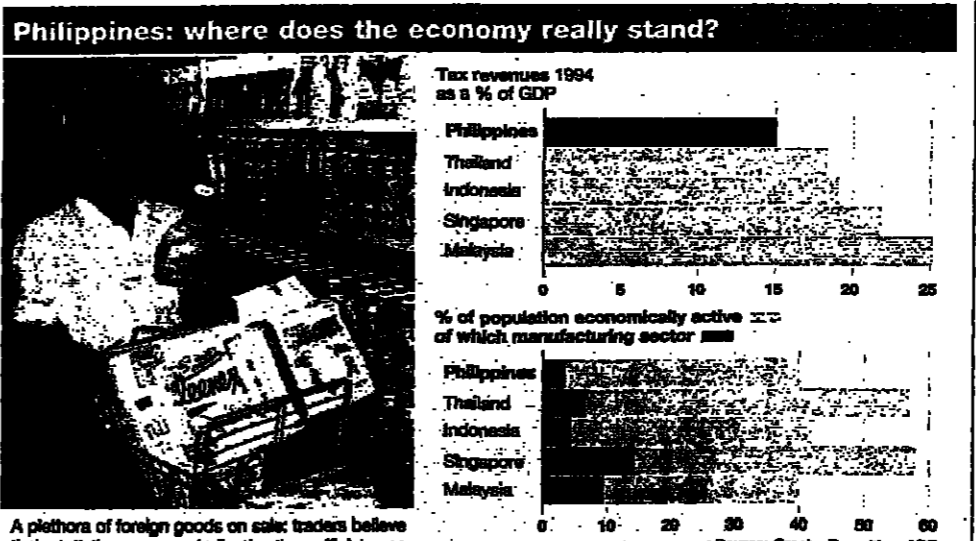 Philippines: where does the economy really stand?
Tax revenues 1994
as a % of GDP
Philippines
Thailand
Indonesia
Singapore
Malaysia
0 5 10 15 20 25
% of population economically active
of which manufacturing sector
Philippines
Thailand
Indonesia
Singapore
Malaysia
0 10 20 30 40 50 60
A plethora of foreign goods on sale: traders believe